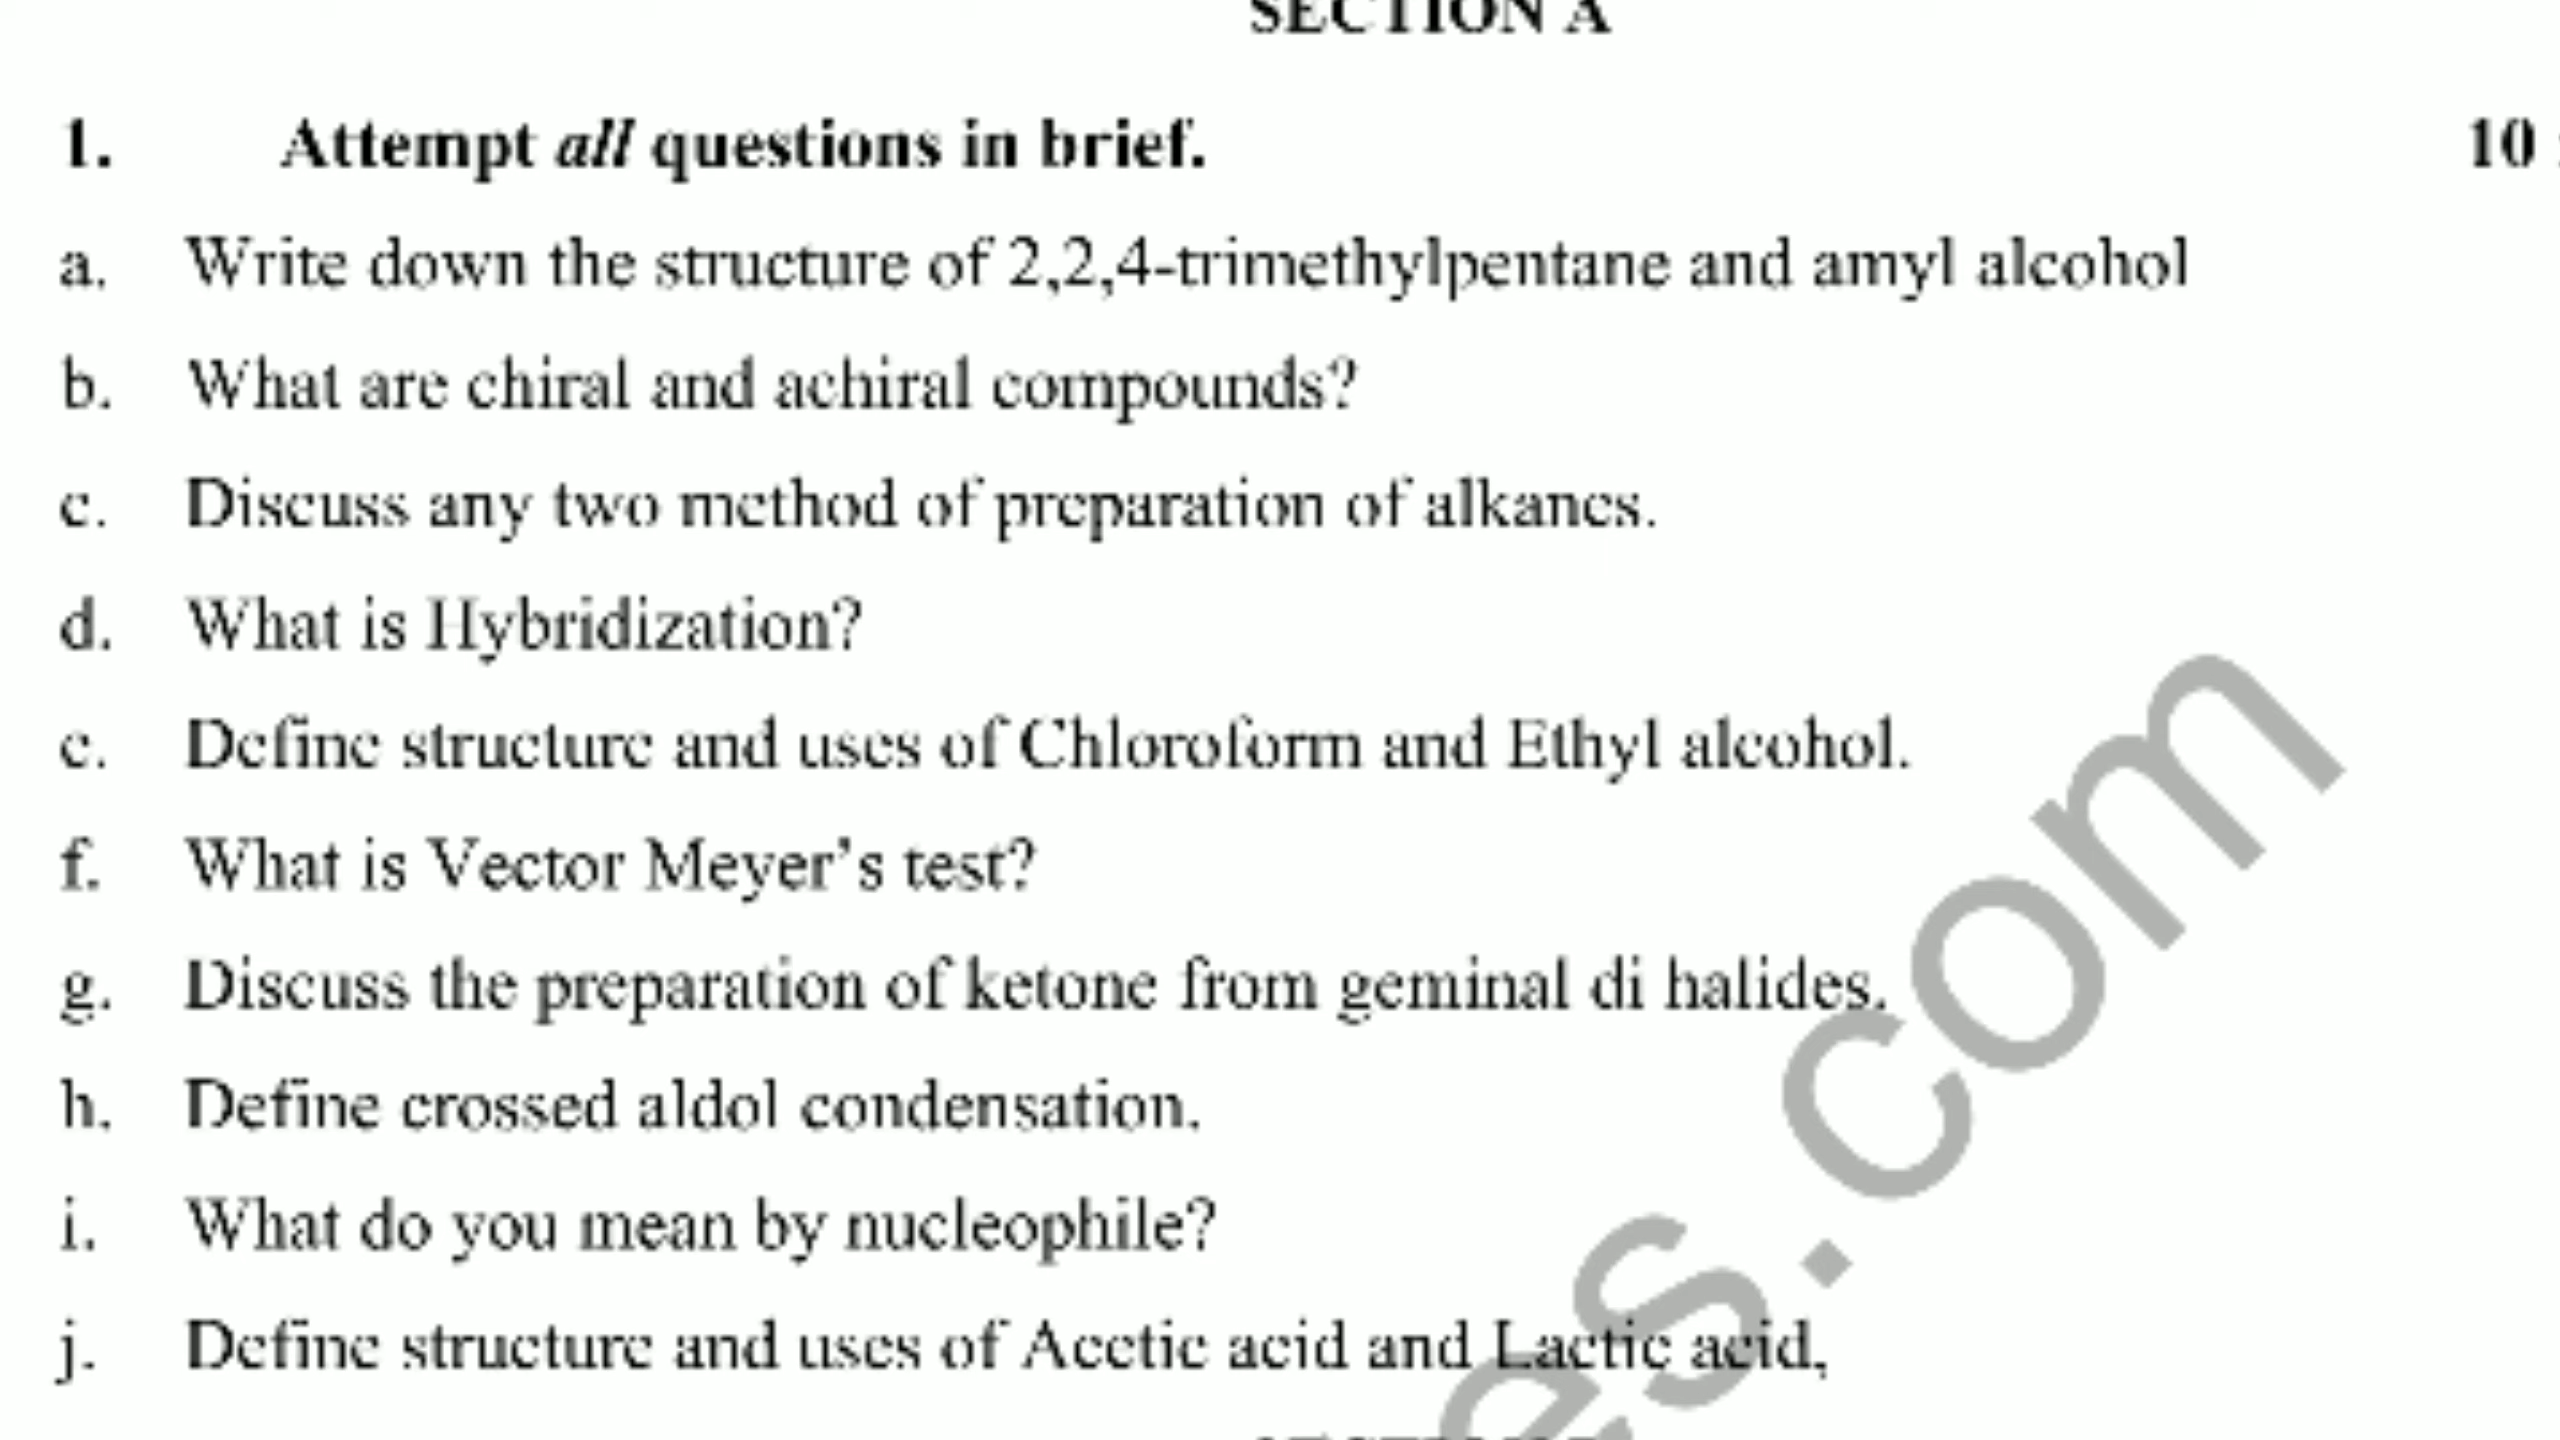 SECTION A
1. Attempt all questions in brief. 10
a. Write down the structure of 2,2,4-trimethylpentane and amyl alcohol
b. What are chiral and achiral compounds?
c. Discuss any two method of preparation of alkanes.
d. What is Hybridization?
e. Define structure and uses of Chloroform and Ethyl alcohol.
f. What is Vector Meyer's test?
g. Discuss the preparation of ketone from geminal di halides.
h. Define crossed aldol condensation.
i. What do you mean by nucleophile?
j. Define structure and uses of Acetic acid and Lactic acid,
es.com